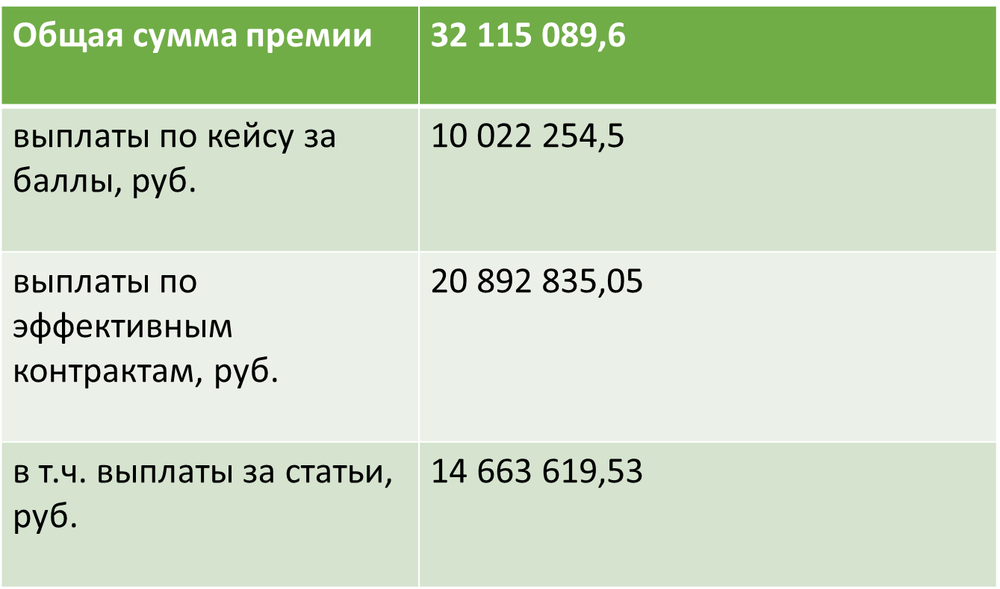 Общая сумма премии 32 115 089,6
выплаты по кейсу за 10 022 254,5
баллы, руб.
выплаты по 20 892 835,05
эффективным
контрактам, руб.
в т.ч. выплаты за статьи, 14 663 619,53
руб.